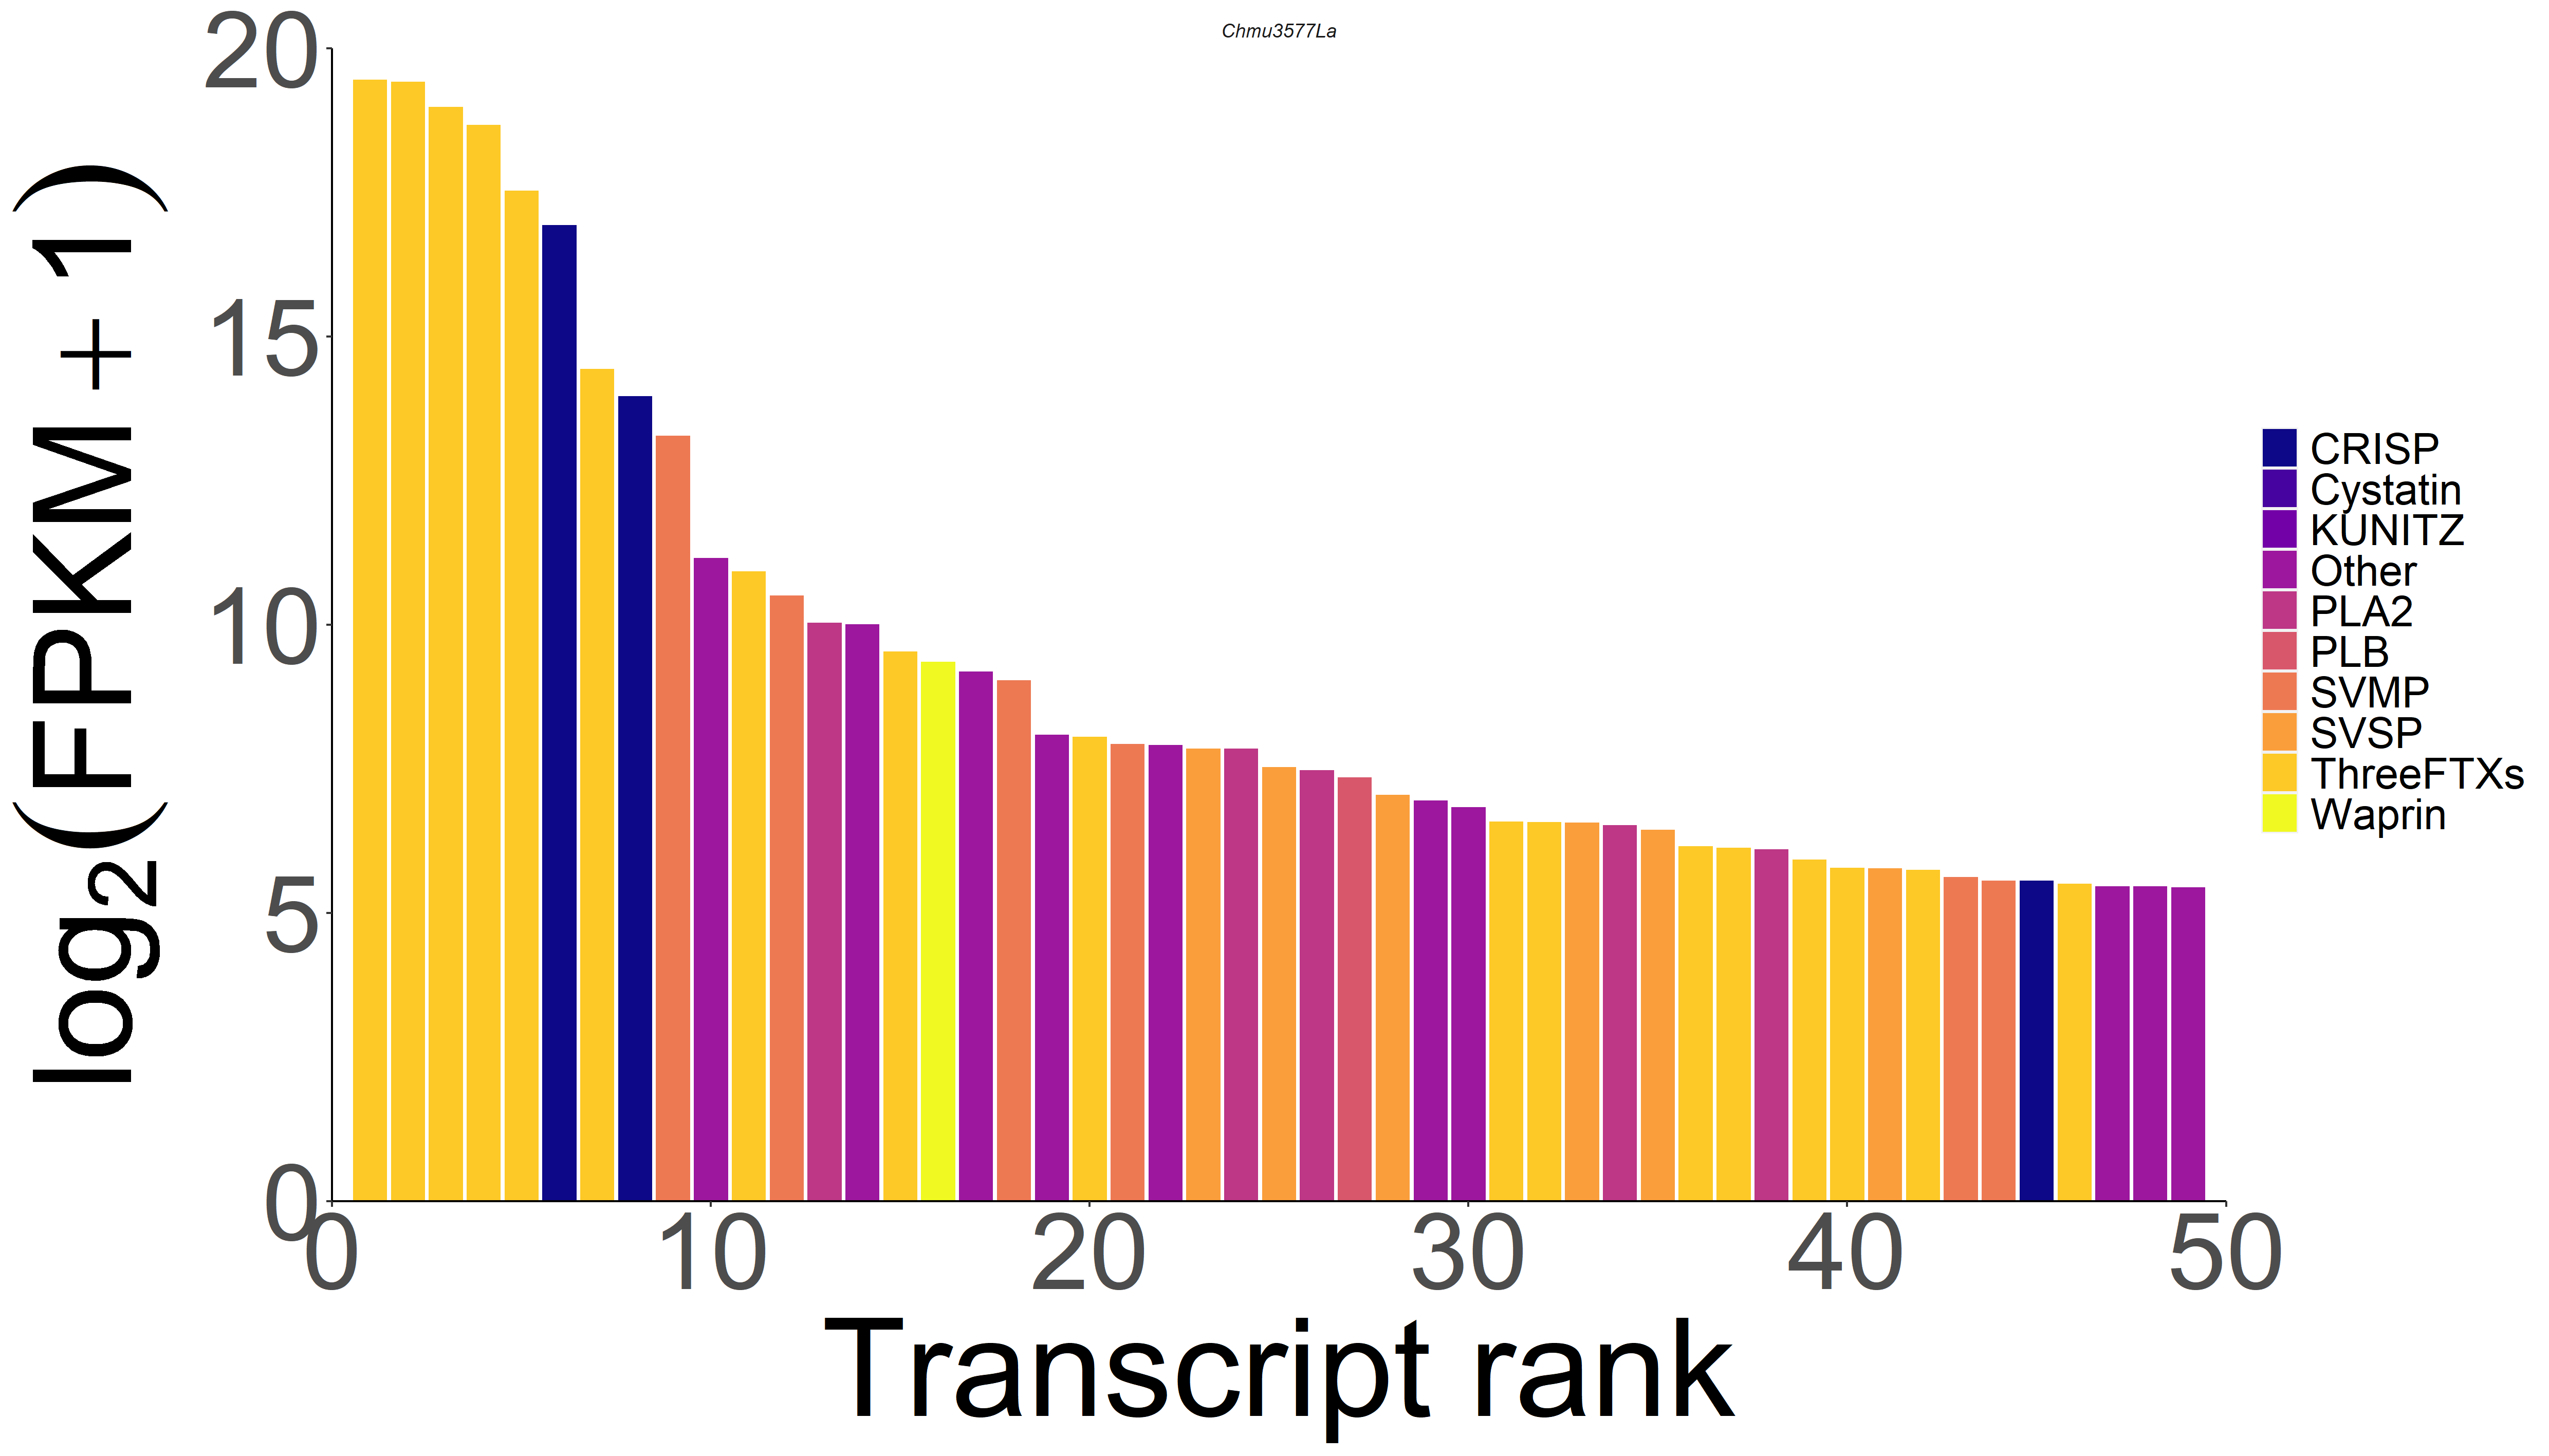 Chmu3577La
log2(FPKM + 1)
20
15
10
5
0
0 10 20 30 40 50
Transcript rank
CRISP
Cystatin
KUNITZ
Other
PLA2
PLB
SVMP
SVSP
ThreeFTXs
Waprin